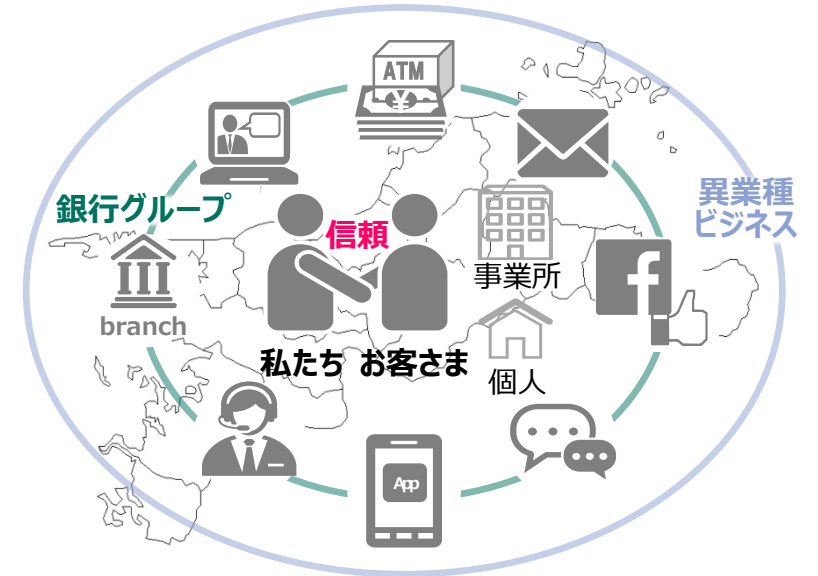 ATM
¥
銀行グループ
異業種
ビジネス
信頼
事業所
f
branch
私たち お客さま
個人
App